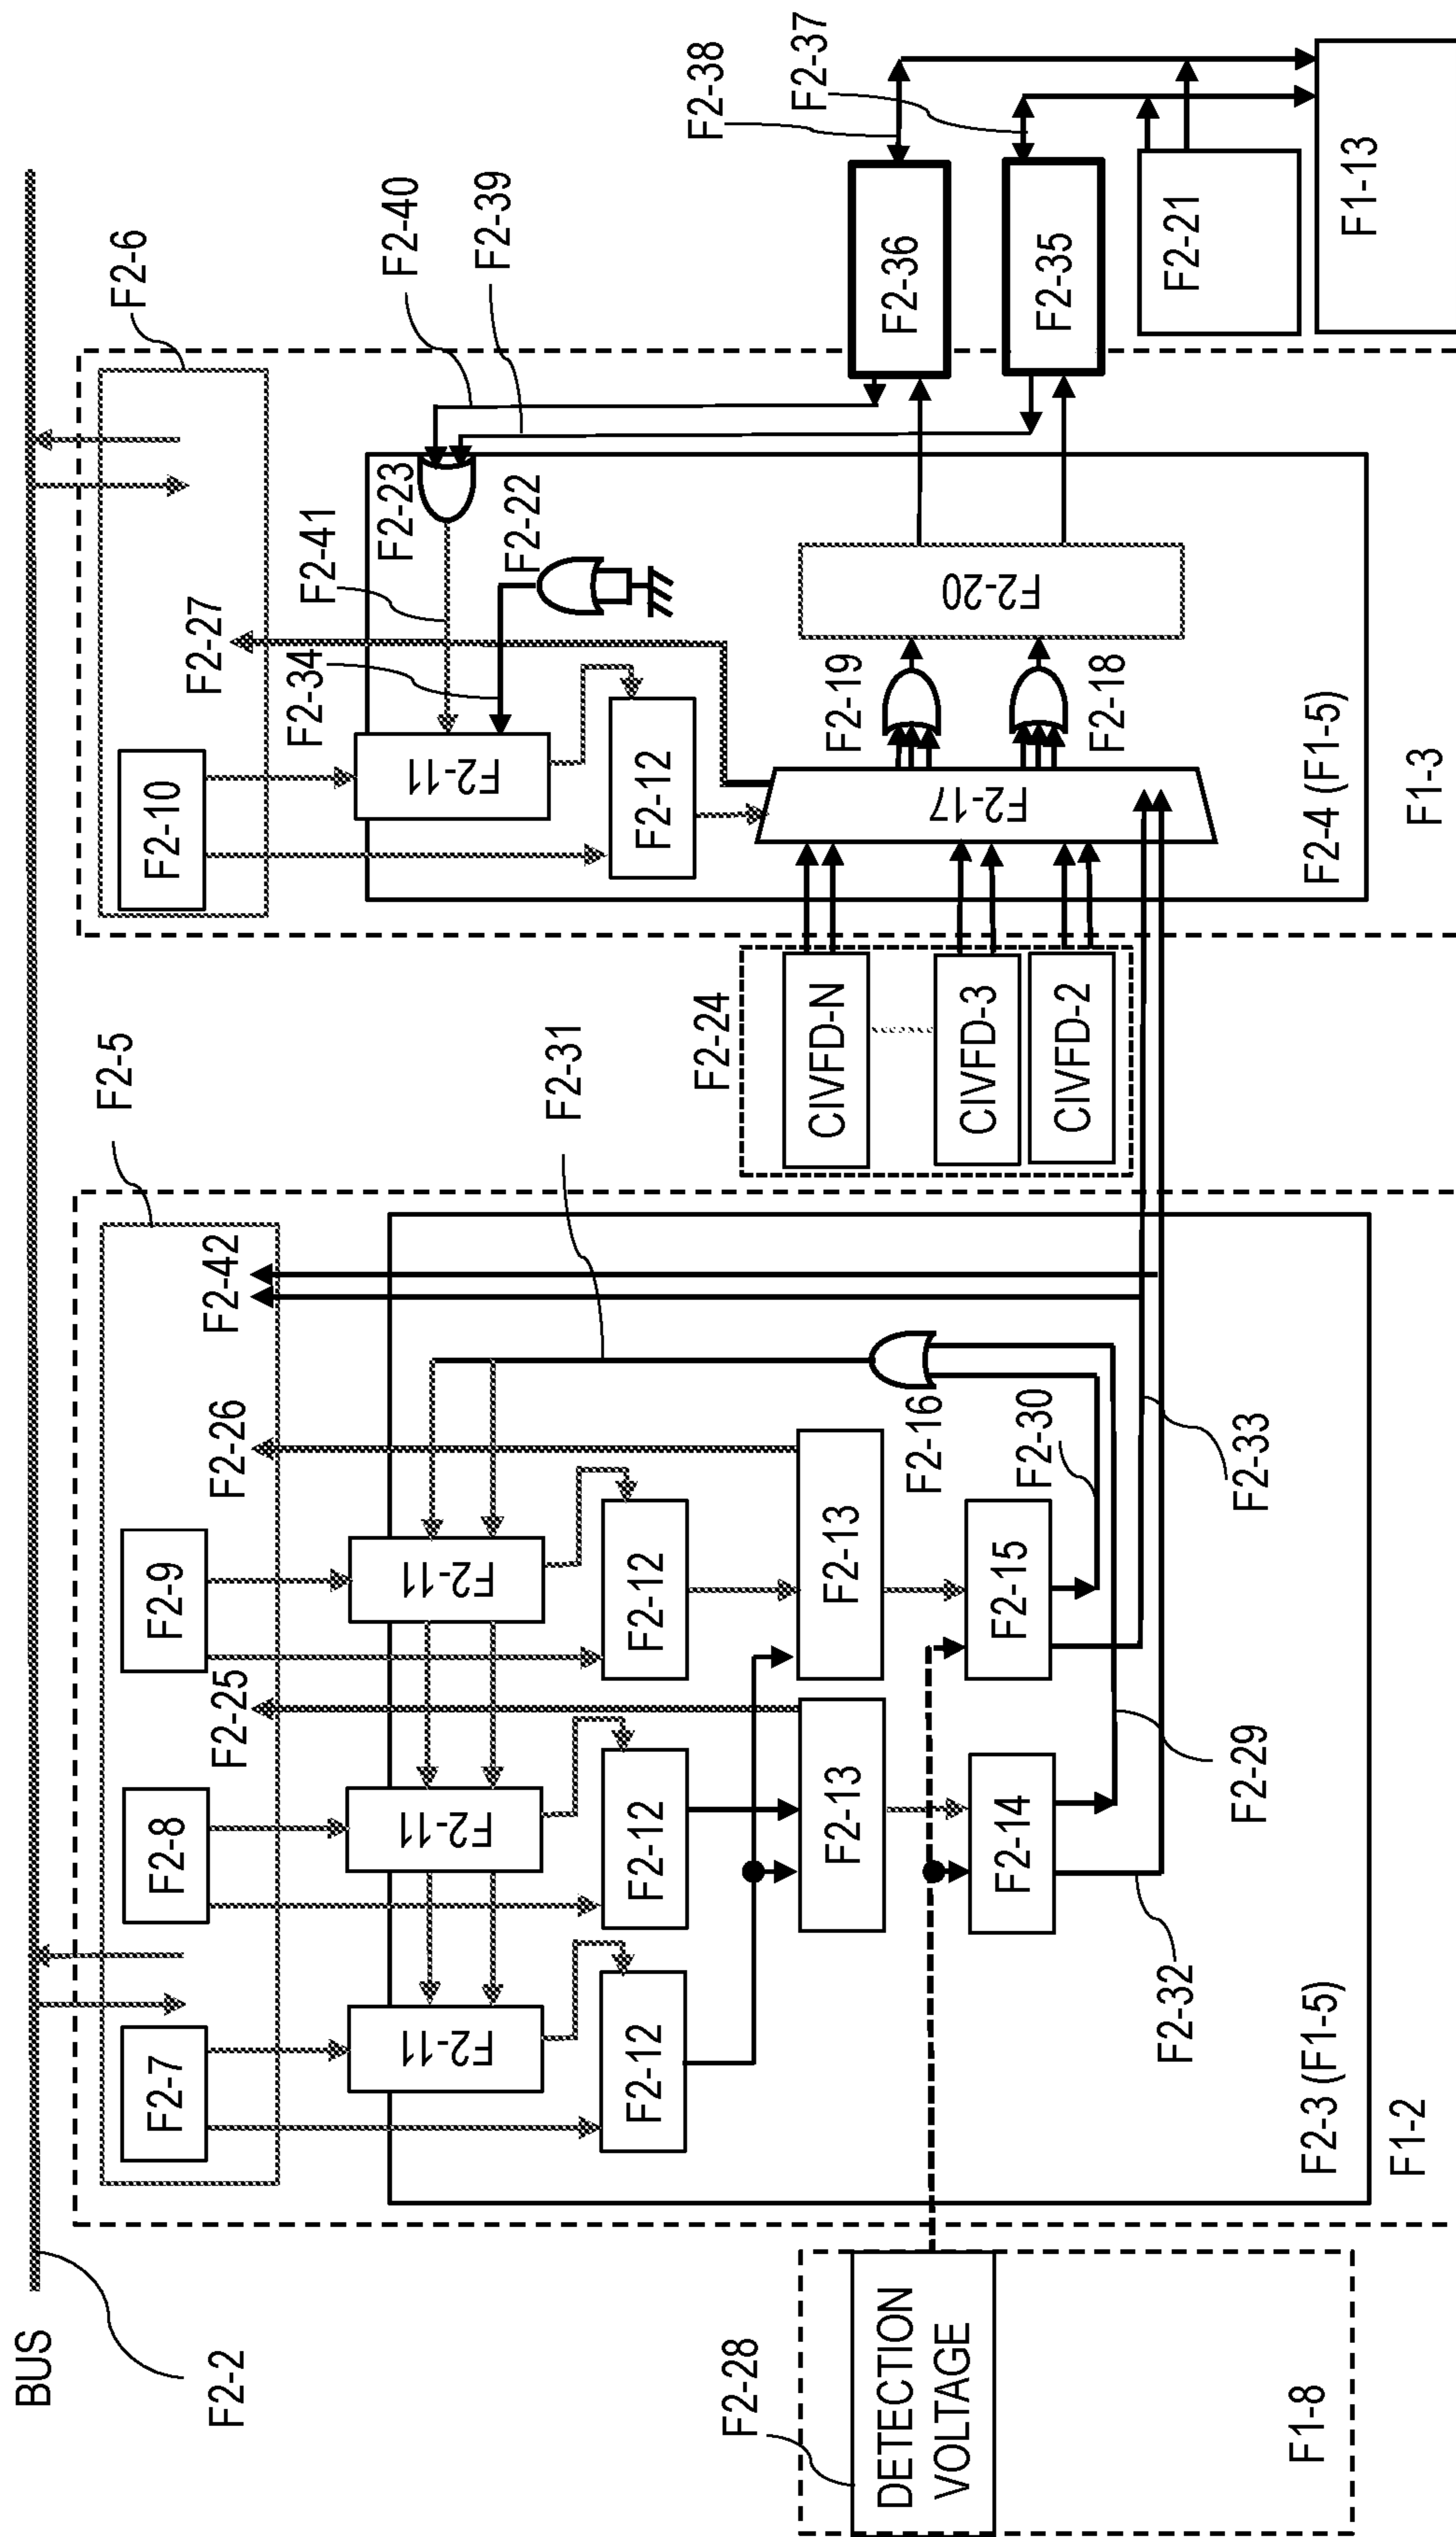 BUS
F2-2
F2-5
F2-6
F2-7
F2-8
F2-9
F2-10
F2-25
F2-26
F2-42
F2-27
F2-11
F2-11
F2-11
F2-11
F2-12
F2-12
F2-12
F2-12
F2-31
F2-34
F2-41
F2-23
F2-22
F2-40
F2-39
F2-38
F2-37
F2-36
F2-35
F2-21
F1-13
F2-28
DETECTION
VOLTAGE
F1-8
F2-13
F2-13
F2-14
F2-15
F2-16
F2-30
F2-29
F2-32
F2-33
F2-24
CIVFD-N
CIVFD-3
CIVFD-2
F2-17
F2-19
F2-18
F2-20
F2-3 (F1-5)
F1-2
F2-4 (F1-5)
F1-3